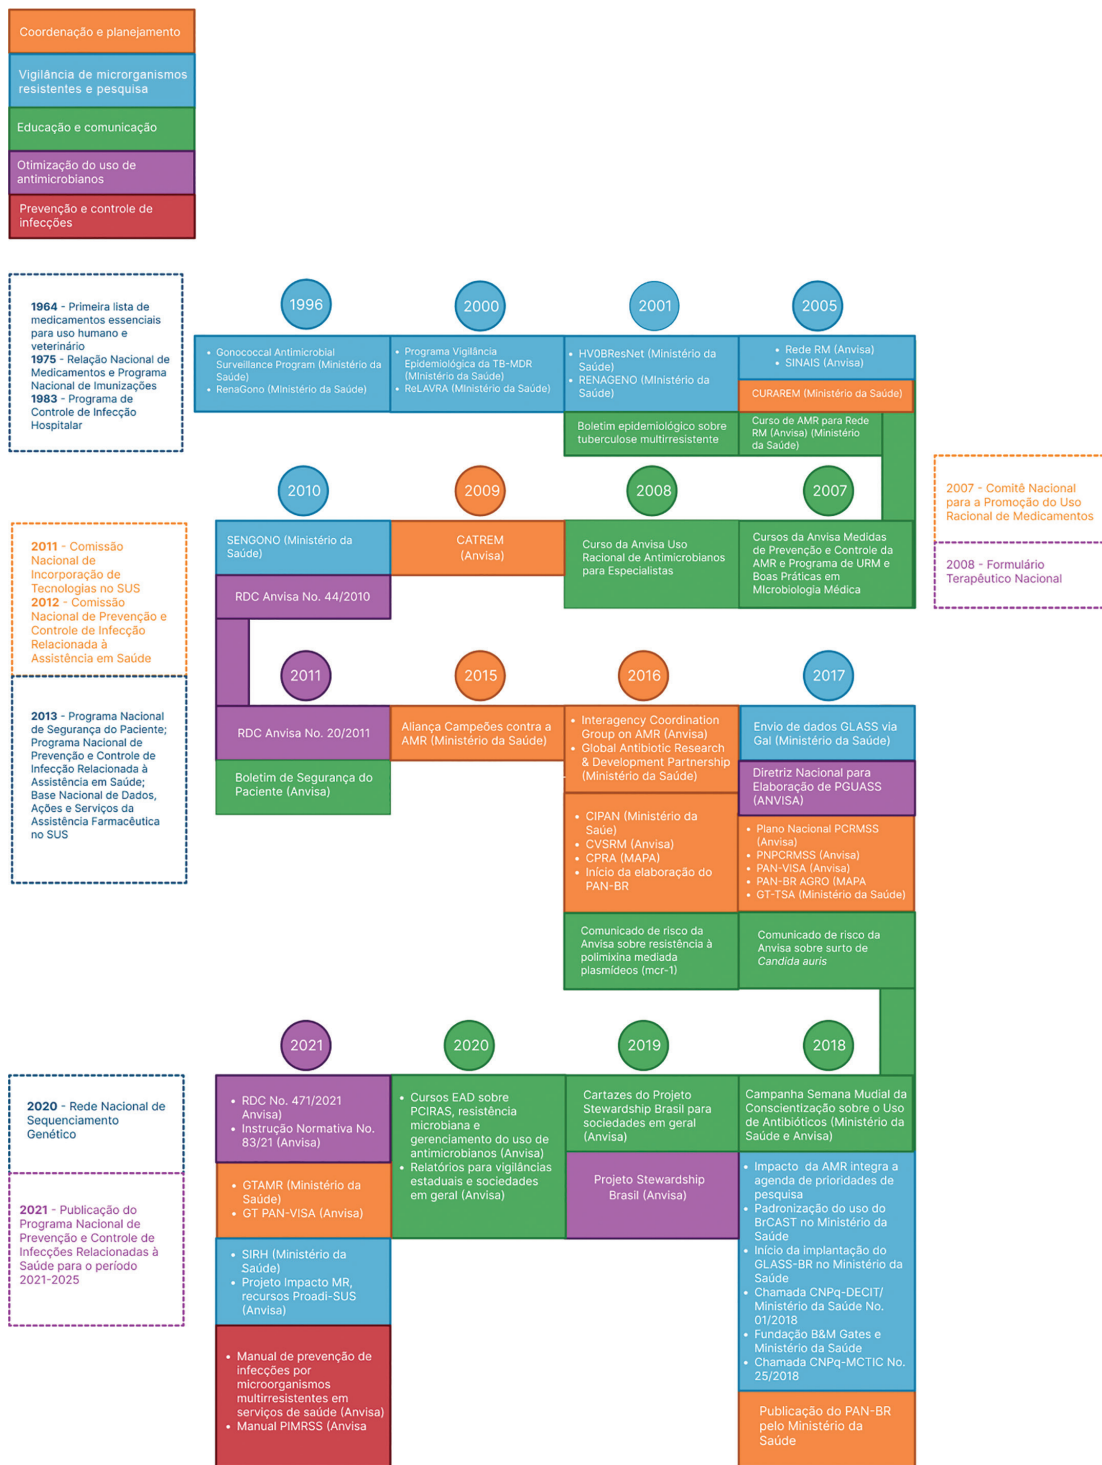 Coordenação e planejamento
Vigilância de microrganismos
resistentes e pesquisa
Educação e comunicação
Otimização do uso de
antimicrobianos
Prevenção e controle de
infecções
1964 - Primeira lista de
medicamentos essenciais
para uso humano e
veterinário
1975 - Relação Nacional de
Medicamentos e Programa
Nacional de Imunizações
1983 - Programa de
Controle de Infecção
Hospitalar
1996
• Gonococcal Antimicrobial
Surveillance Program (Ministério da
Saúde)
• RenaGono (MInistério da Saúde)
2000
• Programa Vigilância
Epidemiológica da TB-MDR
(MInistério da Saúde)
• ReLAVRA (MInistério da Saúde)
2001
• HV0BResNet (Ministério da
Saúde)
• RENAGENO (MInistério da
Saúde)
Boletim epidemiológico sobre
tuberculose multirresistente
2005
• Rede RM (Anvisa)
• SINAIS (Anvisa)
CURAREM (Ministério da Saúde)
Curso de AMR para Rede
RM (Anvisa) (Ministério
da Saúde)
2007 - Comitê Nacional
para a Promoção do Uso
Racional de Medicamentos
2008 - Formulário
Terapêutico Nacional
2011 - Comissão
Nacional de
Incorporação de
Tecnologias no SUS
2012 - Comissão
Nacional de Prevenção e
Controle de Infecção
Relacionada à
Assistência em Saúde
2010
SENGONO (Ministério da
Saúde)
RDC Anvisa No. 44/2010
2009
CATREM
(Anvisa)
2008
Curso da Anvisa Uso
Racional de Antimicrobianos
para Especialistas
2007
Cursos da Anvisa Medidas
de Prevenção e Controle da
AMR e Programa de URM e
Boas Práticas em
MIcrobiologia Médica
2013 - Programa Nacional
de Segurança do Paciente;
Programa Nacional de
Prevenção e Controle de
Infecção Relacionada à
Assistência em Saúde;
Base Nacional de Dados,
Ações e Serviços da
Assistência Farmacêutica
no SUS
2011
RDC Anvisa No. 20/2011
Boletim de Segurança do
Paciente (Anvisa)
2015
Aliança Campeões contra a
AMR (Ministério da Saúde)
2016
• Interagency Coordination
Group on AMR (Anvisa)
• Global Antibiotic Research
& Development Partnership
(Ministério da Saúde)
• CIPAN (Ministério da
Saúe)
• CVSRM (Anvisa)
• CPRA (MAPA)
• Início da elaboração do
PAN-BR
Comunicado de risco da
Anvisa sobre resistência à
polimixina mediada
plasmídeos (mcr-1)
2017
Envio de dados GLASS via
Gal (Ministério da Saúde)
Diretriz Nacional para
Elaboração de PGUASS
(ANVISA)
• Plano Nacional PCRMSS
(Anvisa)
• PNPCRMSS (Anvisa)
• PAN-VISA (Anvisa)
• PAN-BR AGRO (MAPA
• GT-TSA (Ministério da Saúde)
Comunicado de risco da
Anvisa sobre surto de
Candida auris
2020 - Rede Nacional de
Sequenciamento
Genético
2021 - Publicação do
Programa Nacional de
Prevenção e Controle de
Infecções Relacionadas à
Saúde para o período
2021-2025
2021
• RDC No. 471/2021
Anvisa)
• Instrução Normativa No.
83/21 (Anvisa)
• GTAMR (Ministério da
Saúde)
• GT PAN-VISA (Anvisa)
• SIRH (Ministério da
Saúde)
• Projeto Impacto MR,
recursos Proadi-SUS
(Anvisa)
• Manual de prevenção de
infecções por
microorganismos
multirresistentes em
serviços de saúde (Anvisa)
• Manual PIMRSS (Anvisa
2020
• Cursos EAD sobre
PCIRAS, resistência
microbiana e
gerenciamento do uso de
antimicrobianos (Anvisa)
• Relatórios para vigilâncias
estaduais e sociedades
em geral (Anvisa)
2019
Cartazes do Projeto
Stewardship Brasil para
sociedades em geral
(Anvisa)
Projeto Stewardship
Brasil (Anvisa)
2018
Campanha Semana Mudial da
Conscientização sobre o Uso
de Antibióticos (Ministério
da Saúde e Anvisa)
• Impacto da AMR integra a
agenda de prioridades de
pesquisa
• Padronização do uso do
BrCAST no Ministério da
Saúde
• Início da implantação do
GLASS-BR no Ministério da
Saúde
• Chamada CNPq-DECIT/
Ministério da Saúde No.
01/2018
• Fundação B&M Gates e
Ministério da Saúde
• Chamada CNPq-MCTIC No.
25/2018
Publicação do PAN-BR
pelo Ministério da
Saúde